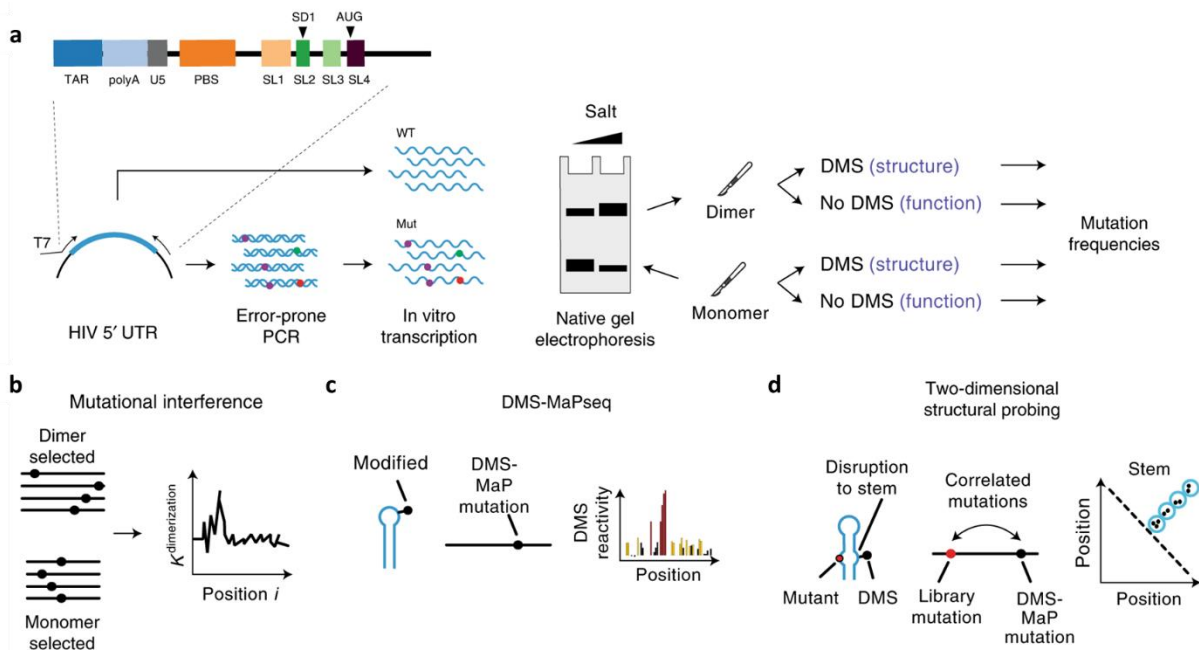 a
SD1 AUG
TAR polyA U5 PBS SL1 SL2 SL3 SL4
WT
T7
HIV 5′ UTR
Error-prone
PCR
Mut
In vitro
transcription
Salt
Native gel
electrophoresis
Dimer
Monomer
DMS (structure)
No DMS (function)
DMS (structure)
No DMS (function)
Mutation
frequencies
b
Mutational interference
Dimer
selected
Monomer
selected
K dimerization
Position i
c
DMS-MaPseq
Modified
DMS-
MaP
mutation
DMS
reactivity
Position
d
Two-dimensional
structural probing
Disruption
to stem
Mutant DMS
Correlated
mutations
Library
mutation
DMS-
MaP
mutation
Stem
Position
Position